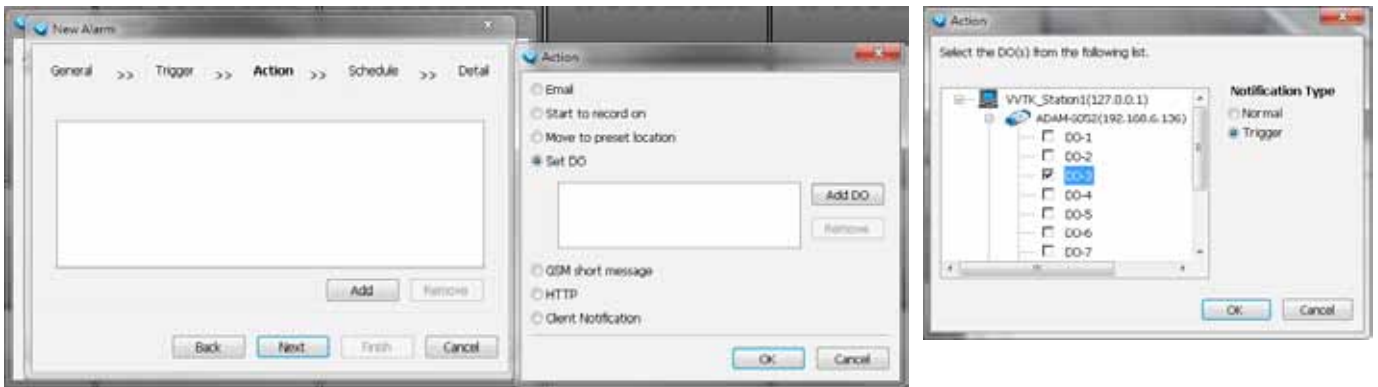 New Alarm
General >> Trigger >> Action >> Schedule >> Detail
Add Remove
Back Next Finish Cancel
Action
Email
Start to record on
Move to preset location
Set DO
Add DO
Remove
GSM short message
HTTP
Client Notification
OK Cancel
Action
Select the DO(s) from the following list.
VVTK_Station1(127.0.0.1)
ADAM-6052(192.168.6.136)
DO-1
DO-2
DO-3
DO-4
DO-5
DO-6
DO-7
Notification Type
Normal
Trigger
OK Cancel